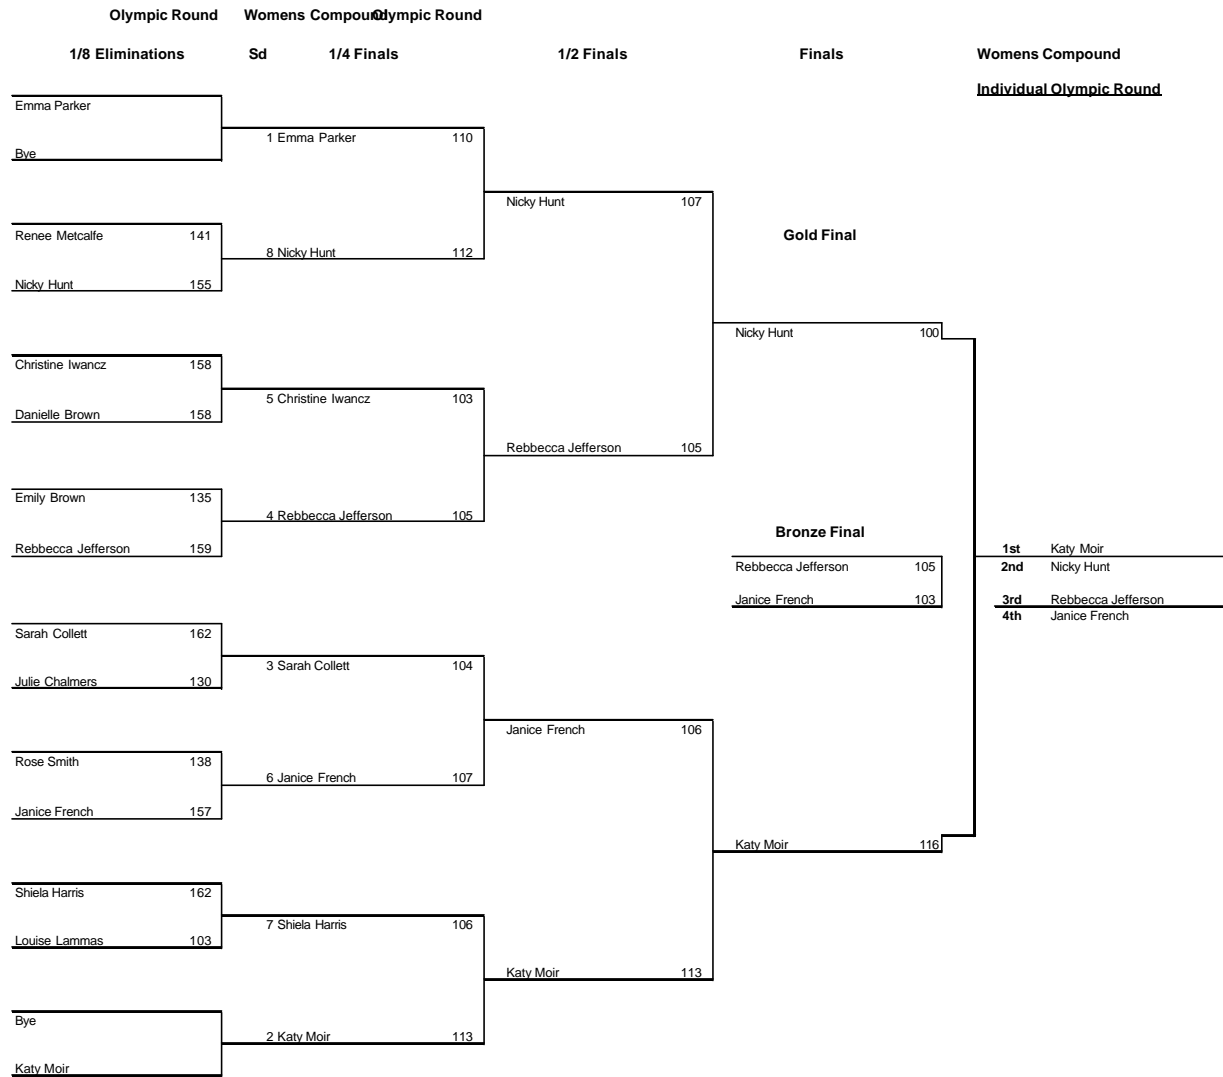 Olympic Round Womens Compound Olympic Round
1/8 Eliminations Sd 1/4 Finals 1/2 Finals Finals Womens Compound
Individual Olympic Round
Emma Parker
1 Emma Parker 110
Bye
Nicky Hunt 107
Renee Metcalfe 141 Gold Final
8 Nicky Hunt 112
Nicky Hunt 155
Nicky Hunt 100
Christine Iwancz 158
5 Christine Iwancz 103
Danielle Brown 158
Rebbecca Jefferson 105
Emily Brown 135
4 Rebbecca Jefferson 105
Bronze Final
Rebbecca Jefferson 159 1st Katy Moir
Rebbecca Jefferson 105 2nd Nicky Hunt
Janice French 103 3rd Rebbecca Jefferson
4th Janice French
Sarah Collett 162
3 Sarah Collett 104
Julie Chalmers 130
Janice French 106
Rose Smith 138
6 Janice French 107
Janice French 157
Katy Moir 116
Shiela Harris 162
7 Shiela Harris 106
Louise Lammas 103
Katy Moir 113
Bye
2 Katy Moir 113
Katy Moir